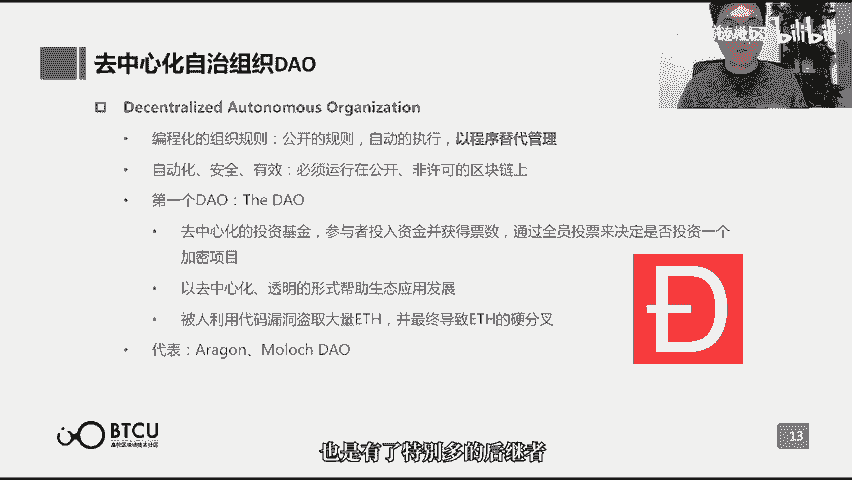 bilibili
去中心化自治组织DAO
Decentralized Autonomous Organization
编程化的组织规则：公开的规则，自动的执行，以程序替代管理
自动化、安全、有效：必须运行在公开、非许可的区块链上
第一个DAO：The DAO
去中心化的投资基金，参与者投入资金并获得票数，通过全员投票来决定是否投资一个
加密项目
以去中心化、透明的形式帮助生态应用发展
被人利用代码漏洞盗取大量ETH，并最终导致ETH的硬分叉
代表：Aragon、Moloch DAO
Ð
BTCU
13
也是有了特别多的后继者